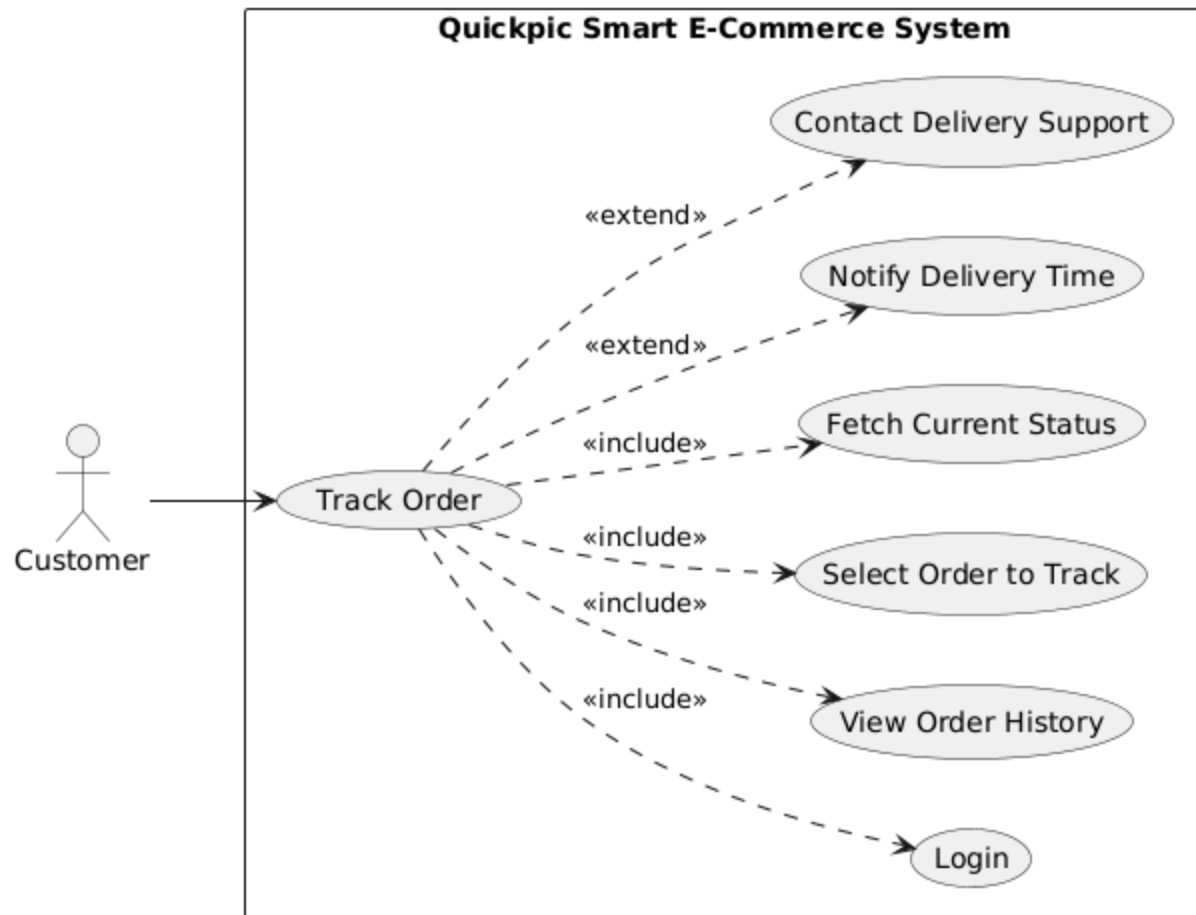 Quickpic Smart E-Commerce System
Contact Delivery Support
«extend»
Notify Delivery Time
«extend»
Fetch Current Status
«include»
Track Order
Customer
«include»
Select Order to Track
«include»
View Order History
«include»
Login